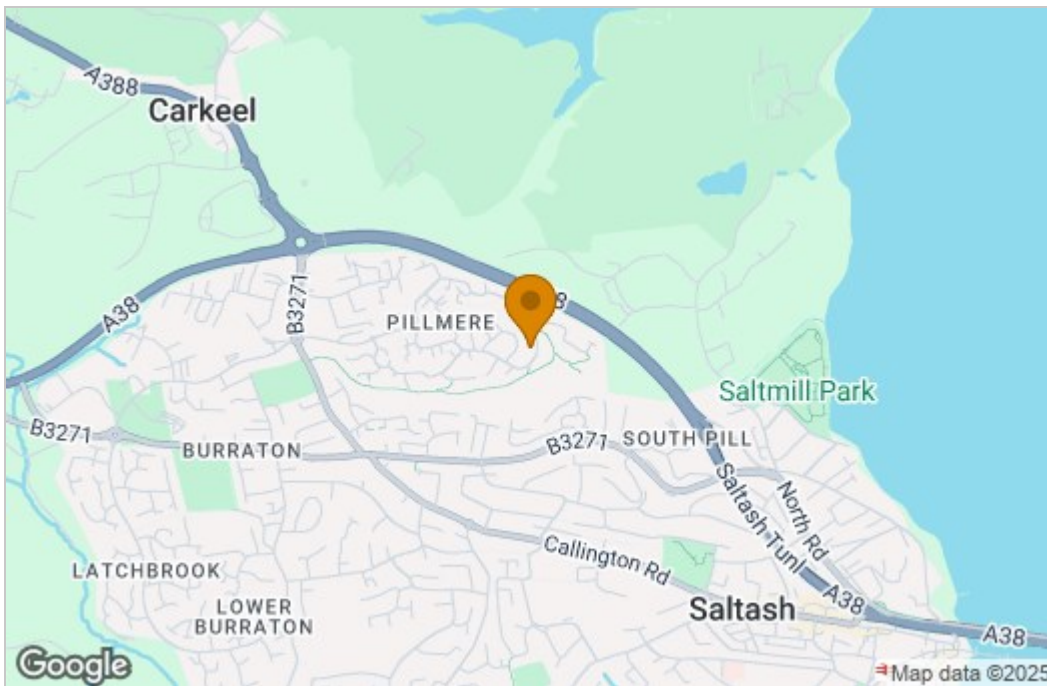 A388
Carkeel
A38
B3271
8
PILLMERE
Saltmill Park
B3271
BURRATON
B3271
SOUTH PILL
Saltash Tunl
North Rd
LATCHBROOK
Callington Rd
LOWER
BURRATON
Saltash
A38
A38
Google
Map data ©2025